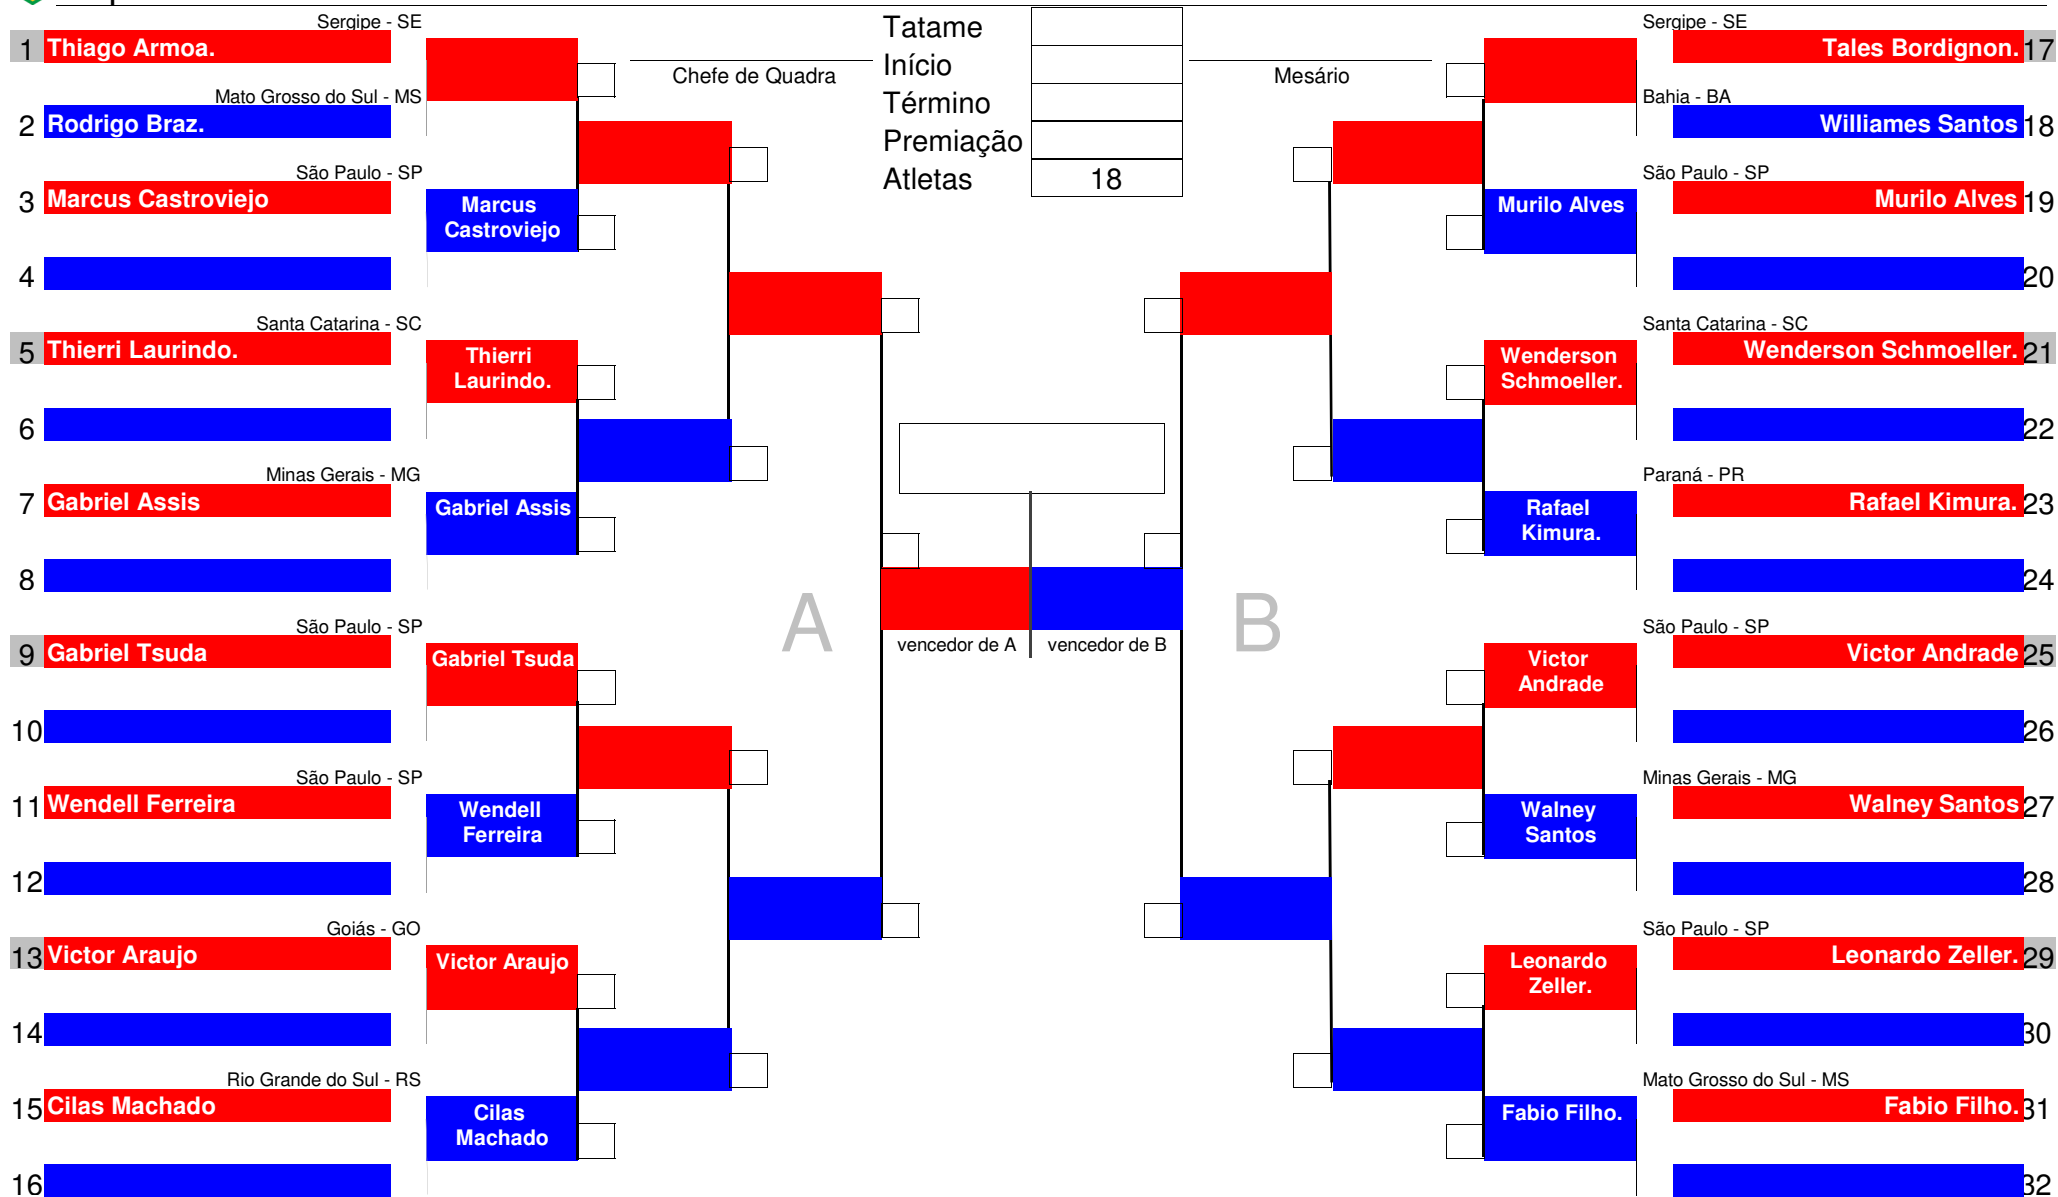 Tatame
Início
Término
Premiação
Atletas 18
Chefe de Quadra
Mesário
Sergipe - SE
1 Thiago Armoa.
Mato Grosso do Sul - MS
2 Rodrigo Braz.
São Paulo - SP
3 Marcus Castroviejo
4
Santa Catarina - SC
5 Thierri Laurindo.
6
Minas Gerais - MG
7 Gabriel Assis
8
São Paulo - SP
9 Gabriel Tsuda
10
São Paulo - SP
11 Wendell Ferreira
12
Goiás - GO
13 Victor Araujo
14
Rio Grande do Sul - RS
15 Cilas Machado
16
Marcus
Castroviejo
Thierri
Laurindo.
Gabriel Assis
Gabriel Tsuda
Wendell
Ferreira
Victor Araujo
Cilas
Machado
A
vencedor de A
vencedor de B
B
Murilo Alves
Wenderson
Schmoeller.
Rafael
Kimura.
Victor
Andrade
Walney
Santos
Leonardo
Zeller.
Fabio Filho.
Sergipe - SE
Tales Bordignon. 17
Bahia - BA
Williames Santos 18
São Paulo - SP
Murilo Alves 19
20
Santa Catarina - SC
Wenderson Schmoeller. 21
22
Paraná - PR
Rafael Kimura. 23
24
São Paulo - SP
Victor Andrade 25
26
Minas Gerais - MG
Walney Santos 27
28
São Paulo - SP
Leonardo Zeller. 29
30
Mato Grosso do Sul - MS
Fabio Filho. 31
32